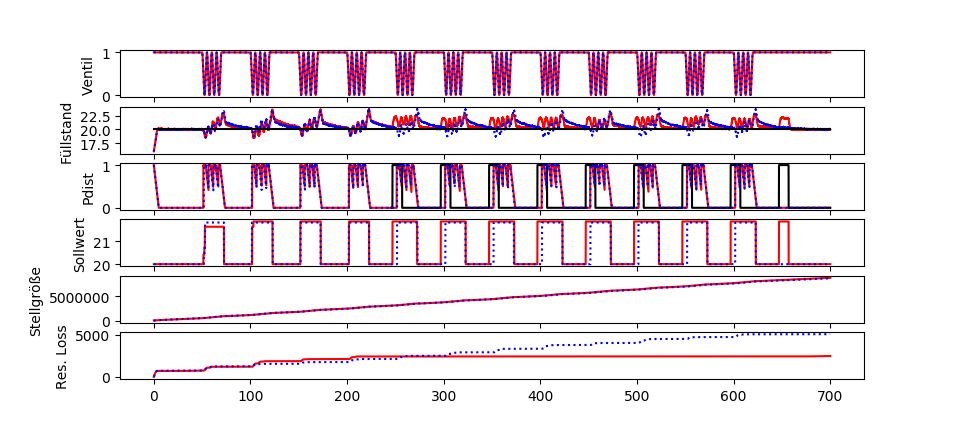 Ventil
1
0
Füllstand
22.5
20.0
17.5
Pdist
1
0
Sollwert
21
20
Stellgröße
5000000
0
Res. Loss
5000
0
0 100 200 300 400 500 600 700